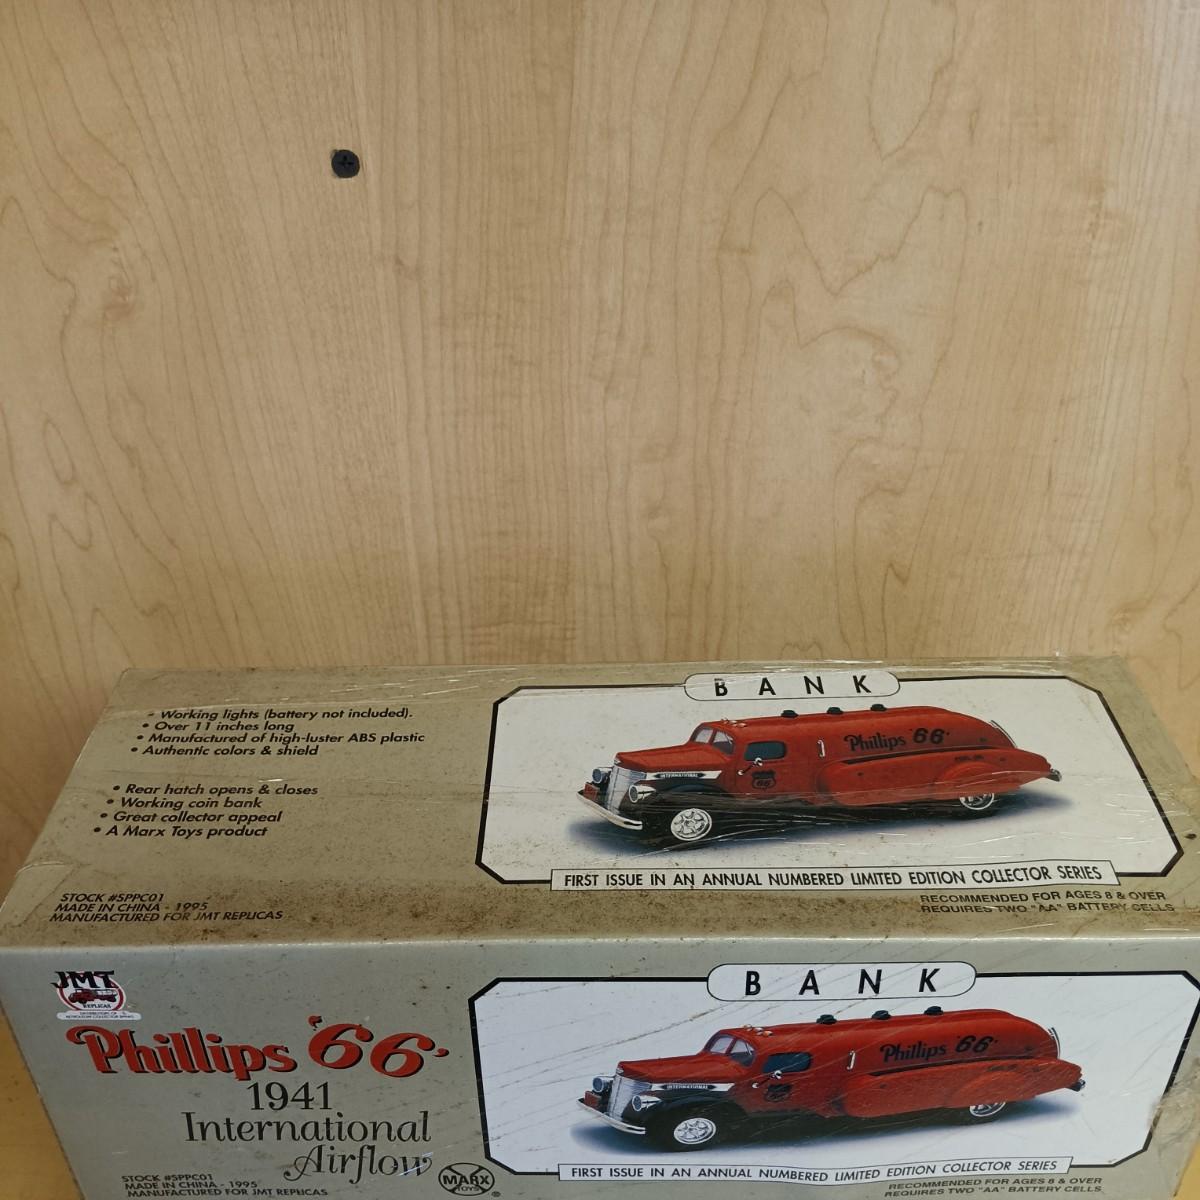 • Working lights (battery not included).
• Over 11 inches long
• Manufactured of high-luster ABS plastic
• Authentic colors & shield
• Rear hatch opens & closes
• Working coin bank
• Great collector appeal
• A Marx Toys product
STOCK #5PPC01
MADE IN CHINA - 1995
MANUFACTURED FOR JMT REPLICAS
BANK
Phillips '66'
INTERNATIONAL
66
FIRST ISSUE IN AN ANNUAL NUMBERED LIMITED EDITION COLLECTOR SERIES
RECOMMENDED FOR AGES 8 & OVER
REQUIRES TWO "AA" BATTERY CELLS
JMT
REPLICAS
Phillips '66'
1941
International
Airflow
STOCK #5PPC01
MADE IN CHINA - 1995
MANUFACTURED FOR JMT REPLICAS
MARX
TOYS
®
BANK
Phillips '66'
INTERNATIONAL
66
FIRST ISSUE IN AN ANNUAL NUMBERED LIMITED EDITION COLLECTOR SERIES
RECOMMENDED FOR AGES 8 & OVER
REQUIRES TWO "AA" BATTERY CELLS